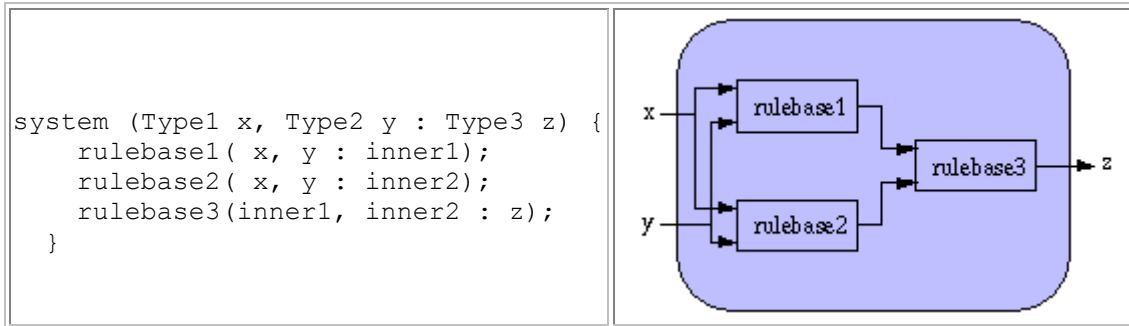 system (Type1 x, Type2 y : Type3 z) {
rulebase1( x, y : inner1);
rulebase2( x, y : inner2);
rulebase3(inner1, inner2 : z);
}
x
rulebase1
rulebase3
z
y
rulebase2